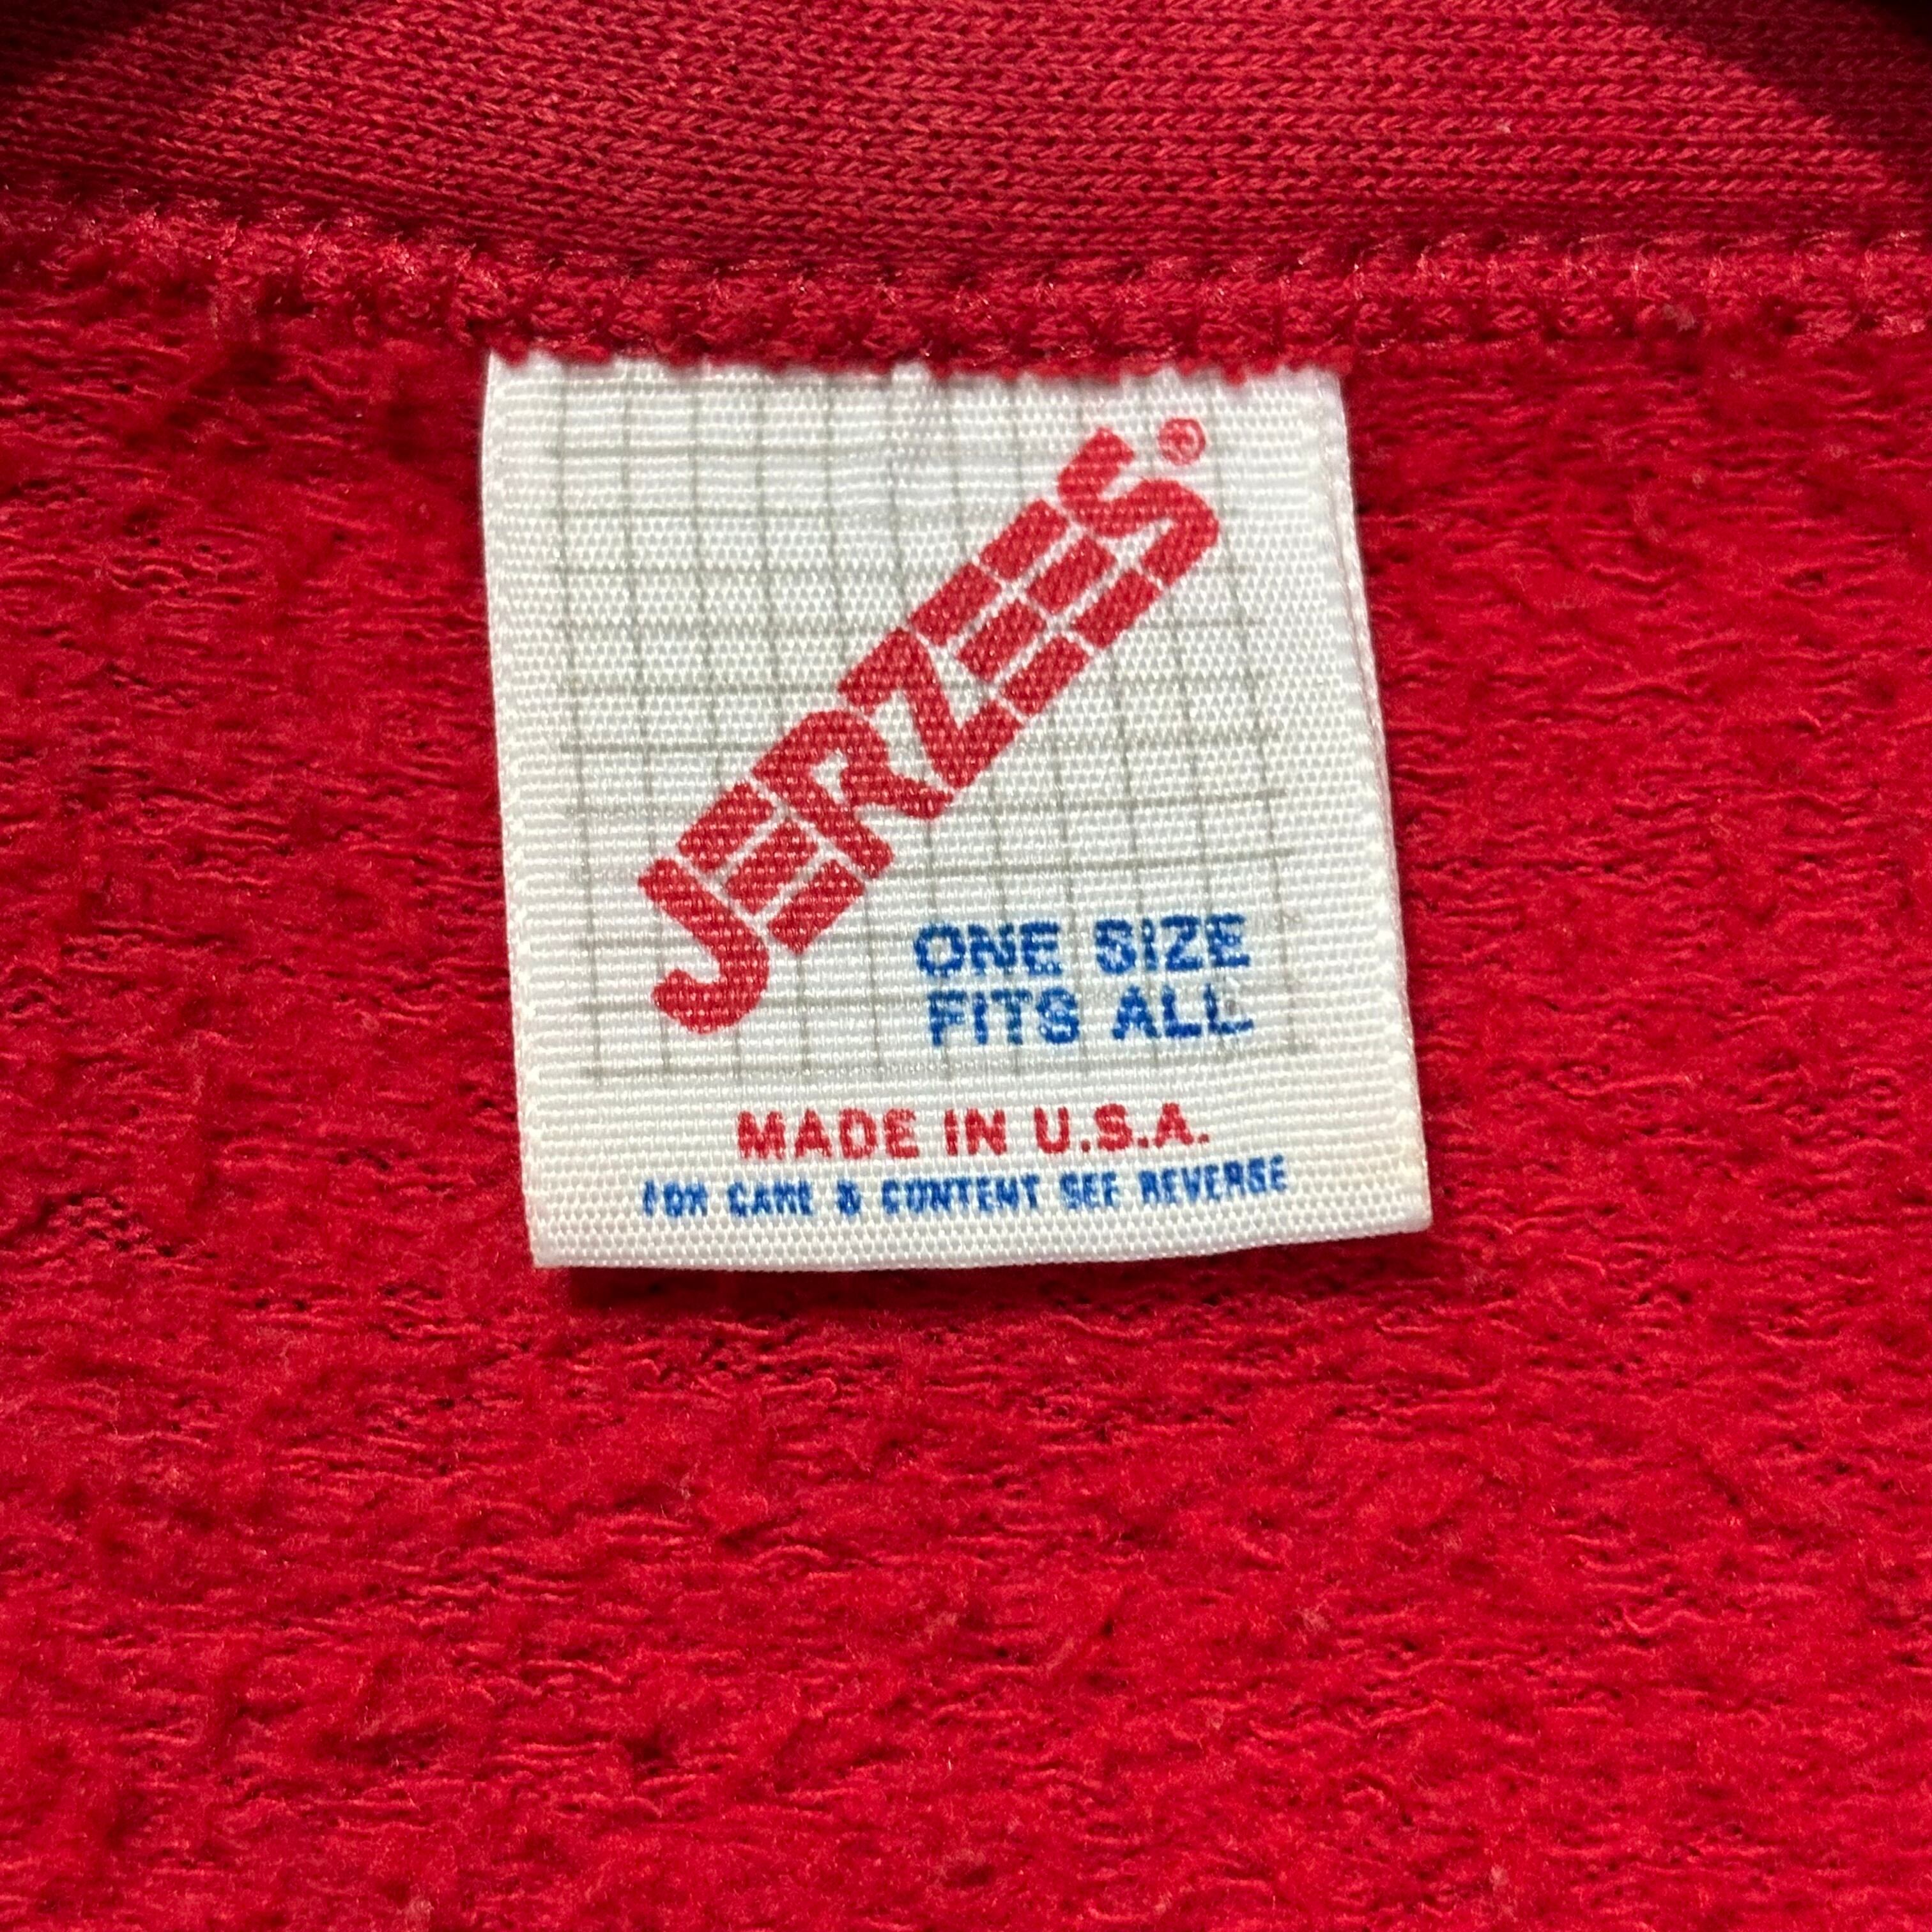 JERZEES®
ONE SIZE
FITS ALL
MADE IN U.S.A.
FOR CARE & CONTENT SEE REVERSE